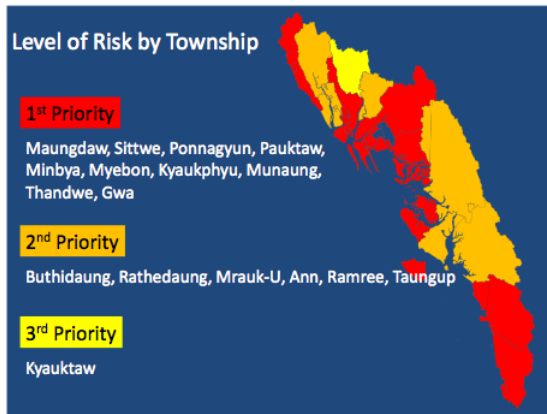 Level of Risk by Township
1st Priority
Maungdaw, Sittwe, Ponnagyun, Pauktaw,
Minbya, Myebon, Kyaukphyu, Munaung,
Thandwe, Gwa
2nd Priority
Buthidaung, Rathedaung, Mrauk-U, Ann, Ramree, Taungup
3rd Priority
Kyauktaw